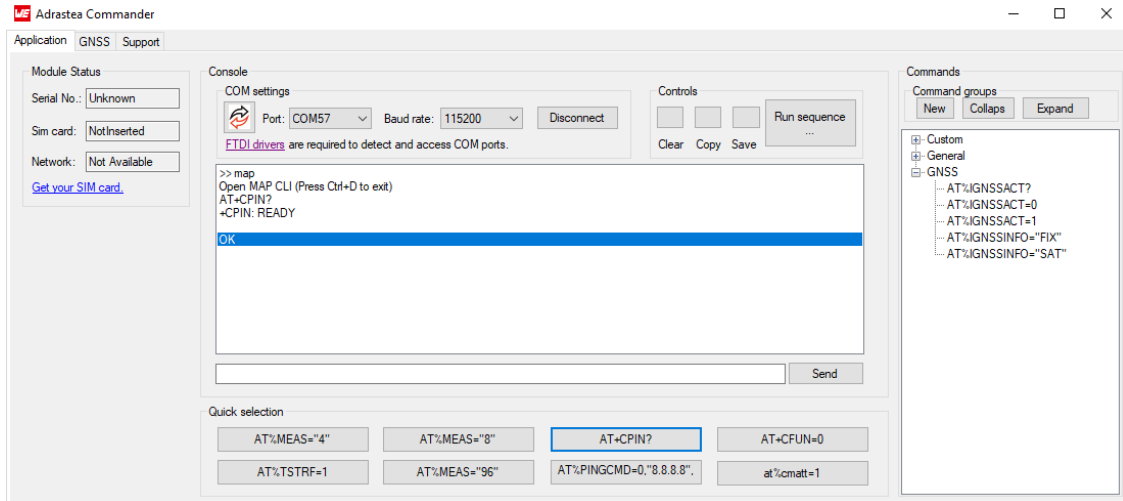 WE Adrastea Commander
Application GNSS Support
Module Status
Serial No.: Unknown
Sim card: NotInserted
Network: Not Available
Get your SIM card.
Console
COM settings
Port: COM57 Baud rate: 115200 Disconnect
FTDI drivers are required to detect and access COM ports.
Controls
Clear Copy Save
Run sequence
...
>> map
Open MAP CLI (Press Ctrl+D to exit)
AT+CPIN?
+CPIN: READY
OK
Send
Quick selection
AT%MEAS="4" AT%MEAS="8" AT+CPIN? AT+CFUN=0
AT%TSTRF=1 AT%MEAS="96" AT%PINGCMD=0,"8.8.8.8", at%cmatt=1
Commands
Command groups
New Collaps Expand
Custom
General
GNSS
AT%IGNSSACT?
AT%IGNSSACT=0
AT%IGNSSACT=1
AT%IGNSSINFO="FIX"
AT%IGNSSINFO="SAT"